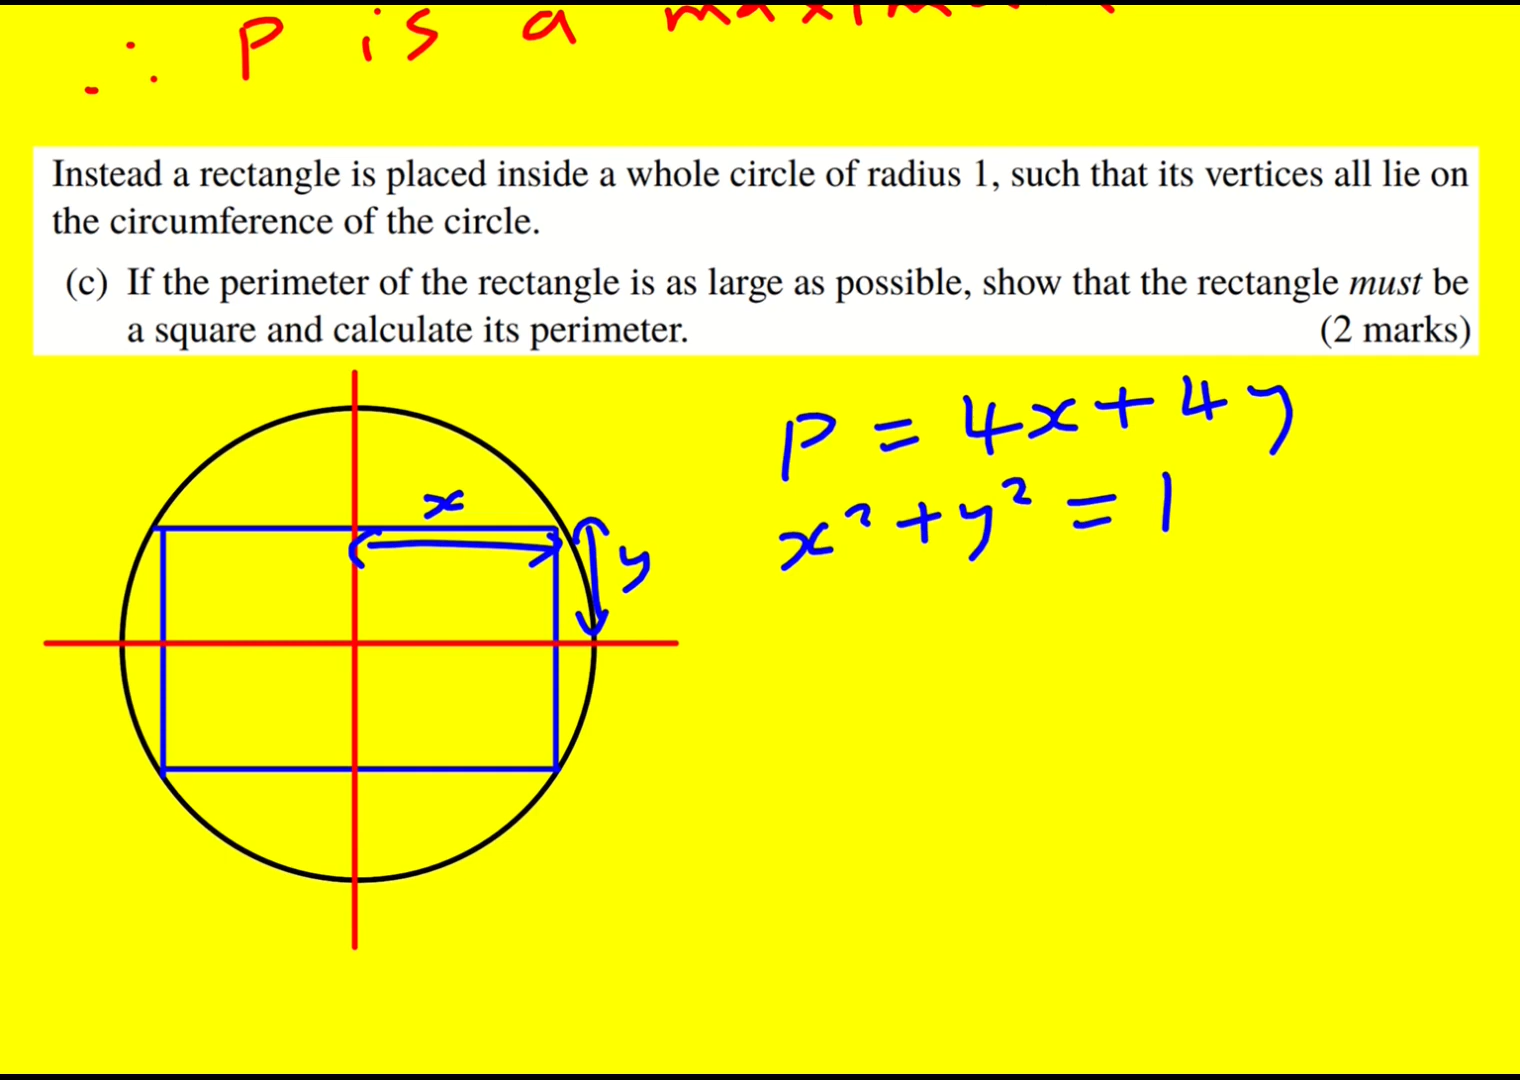 ∴ P is a
Instead a rectangle is placed inside a whole circle of radius 1, such that its vertices all lie on
the circumference of the circle.
(c) If the perimeter of the rectangle is as large as possible, show that the rectangle must be
a square and calculate its perimeter. (2 marks)
P = 4x + 4y
x² + y² = 1
x
y